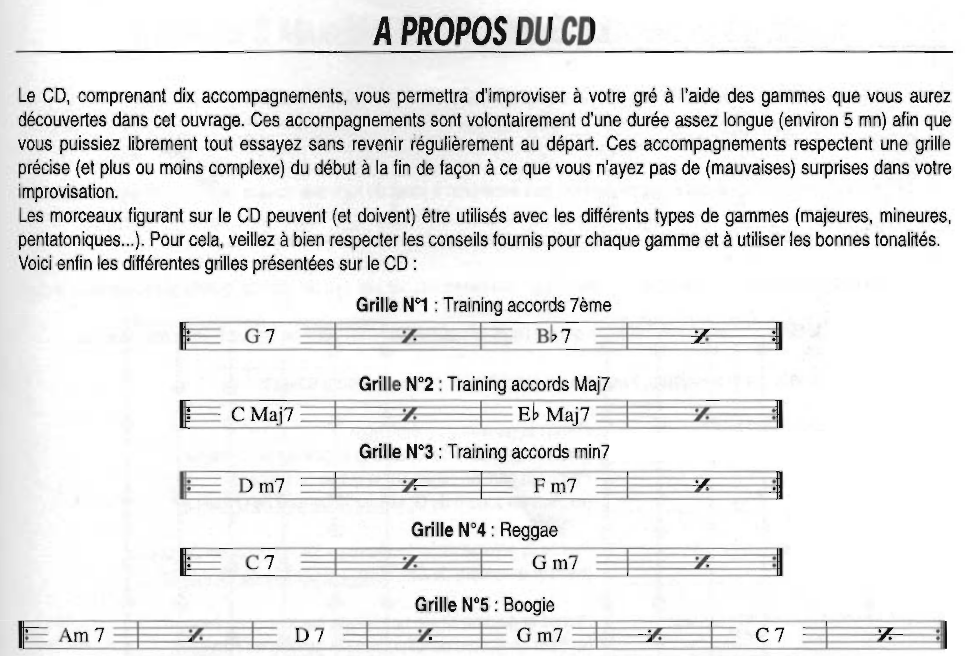 A PROPOS DU CD
Le CD, comprenant dix accompagnements, vous permettra d'improviser à votre gré à l'aide des gammes que vous aurez
découvertes dans cet ouvrage. Ces accompagnements sont volontairement d'une durée assez longue (environ 5 mn) afin que
vous puissiez librement tout essayez sans revenir régulièrement au départ. Ces accompagnements respectent une grille
précise (et plus ou moins complexe) du début à la fin de façon à ce que vous n'ayez pas de (mauvaises) surprises dans votre
improvisation.
Les morceaux figurant sur le CD peuvent (et doivent) être utilisés avec les différents types de gammes (majeures, mineures,
pentatoniques...). Pour cela, veillez à bien respecter les conseils fournis pour chaque gamme et à utiliser les bonnes tonalités.
Voici enfin les différentes grilles présentées sur le CD :
Grille N°1 : Training accords 7ème
G 7 B♭ 7
Grille N°2 : Training accords Maj7
C Maj7 E♭ Maj7
Grille N°3 : Training accords min7
D m7 F m7
Grille N°4 : Reggae
C 7 G m7
Grille N°5 : Boogie
Am 7 D 7 G m7 C 7